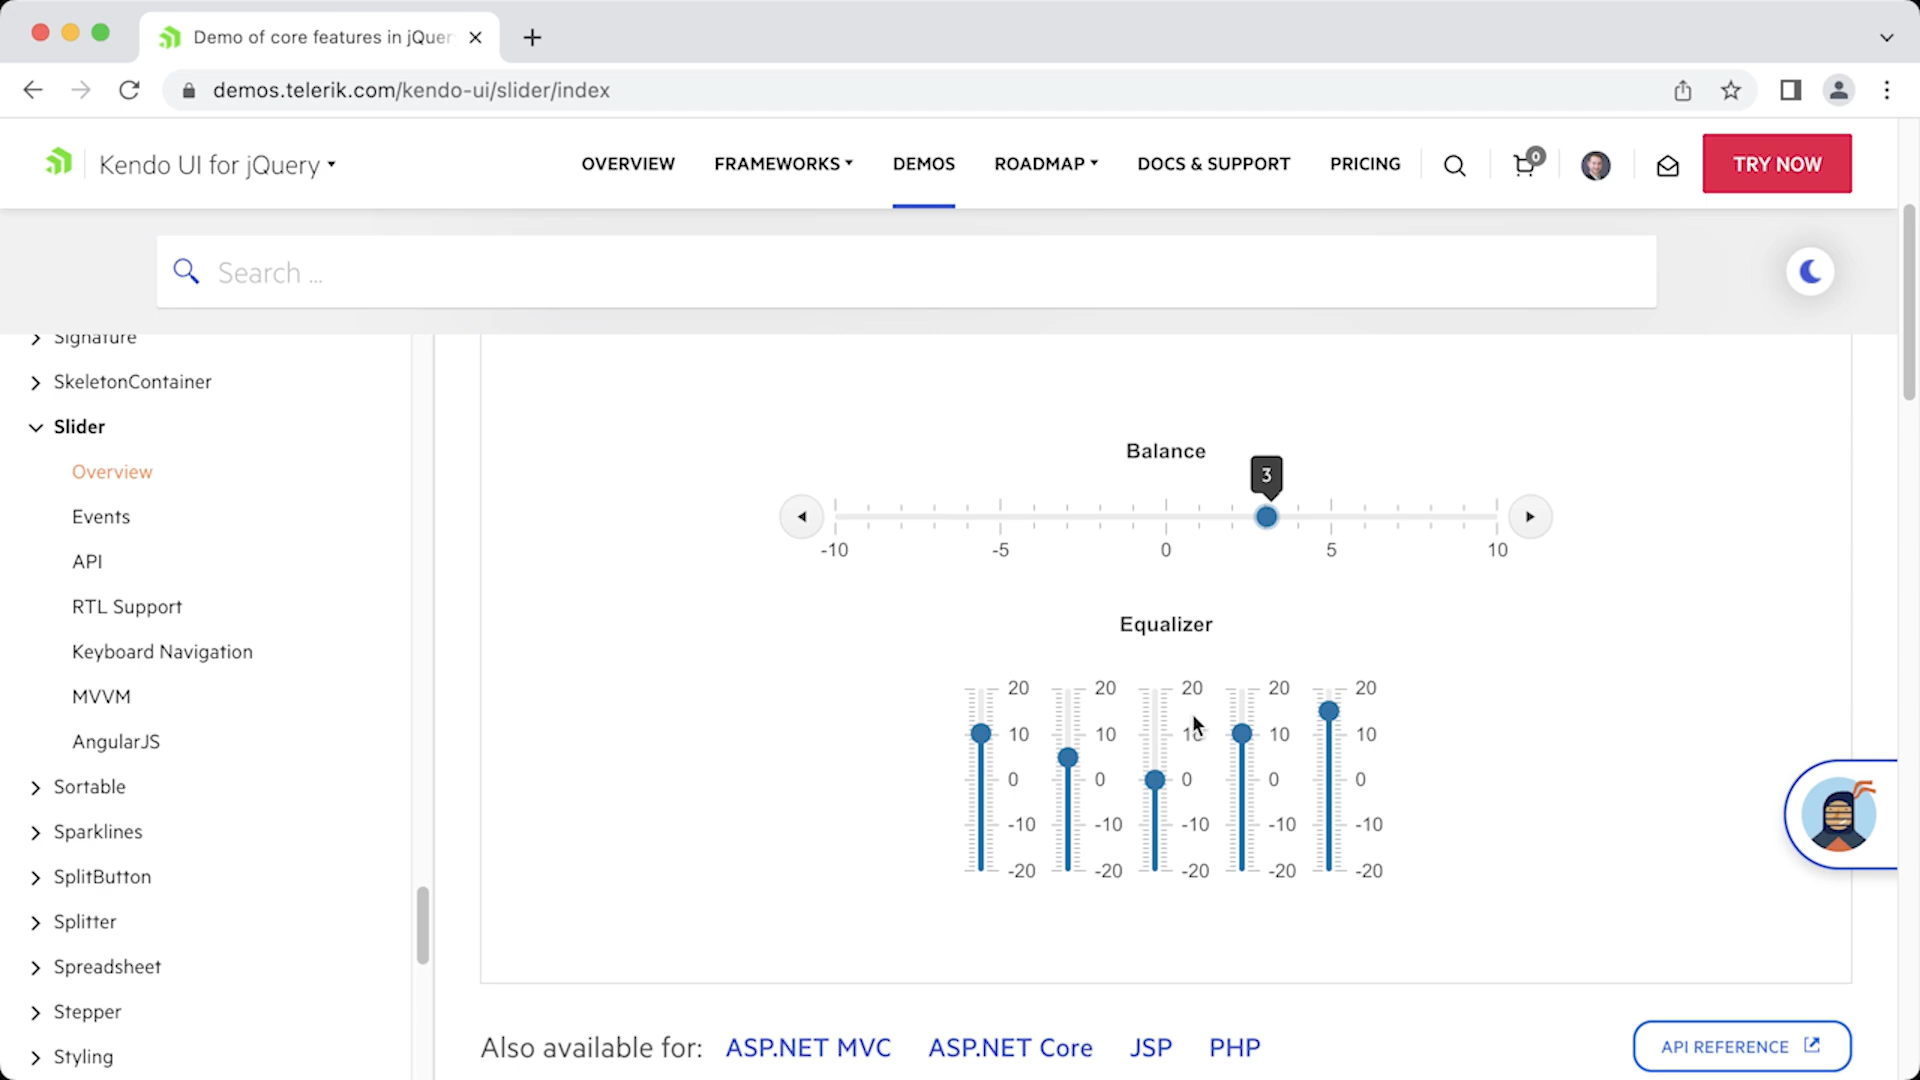 Demo of core features in jQuer
demos.telerik.com/kendo-ui/slider/index
Kendo UI for jQuery
OVERVIEW
FRAMEWORKS
DEMOS
ROADMAP
DOCS & SUPPORT
PRICING
0
TRY NOW
Search ...
Signature
SkeletonContainer
Slider
Overview
Events
API
RTL Support
Keyboard Navigation
MVVM
AngularJS
Sortable
Sparklines
SplitButton
Splitter
Spreadsheet
Stepper
Styling
Balance
3
-10 -5 0 5 10
Equalizer
20 20 20 20 20
10 10 10 10 10
0 0 0 0 0
-10 -10 -10 -10 -10
-20 -20 -20 -20 -20
Also available for: ASP.NET MVC ASP.NET Core JSP PHP
API REFERENCE